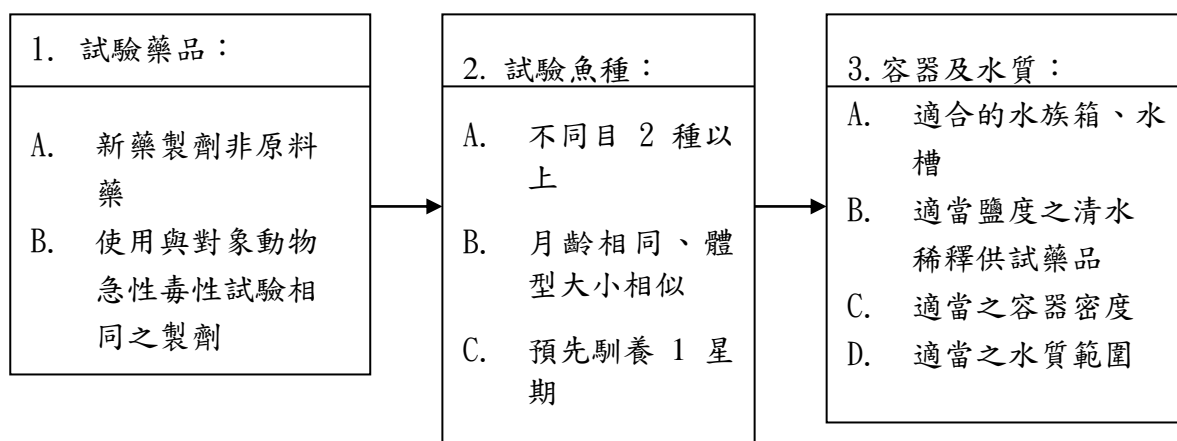 1. 試驗藥品：
A. 新藥製劑非原料
藥
B. 使用與對象動物
急性毒性試驗相
同之製劑
2. 試驗魚種：
A. 不同目 2 種以
上
B. 月齡相同、體
型大小相似
C. 預先馴養 1 星
期
3.容器及水質：
A. 適合的水族箱、水
槽
B. 適當鹽度之清水
稀釋供試藥品
C. 適當之容器密度
D. 適當之水質範圍